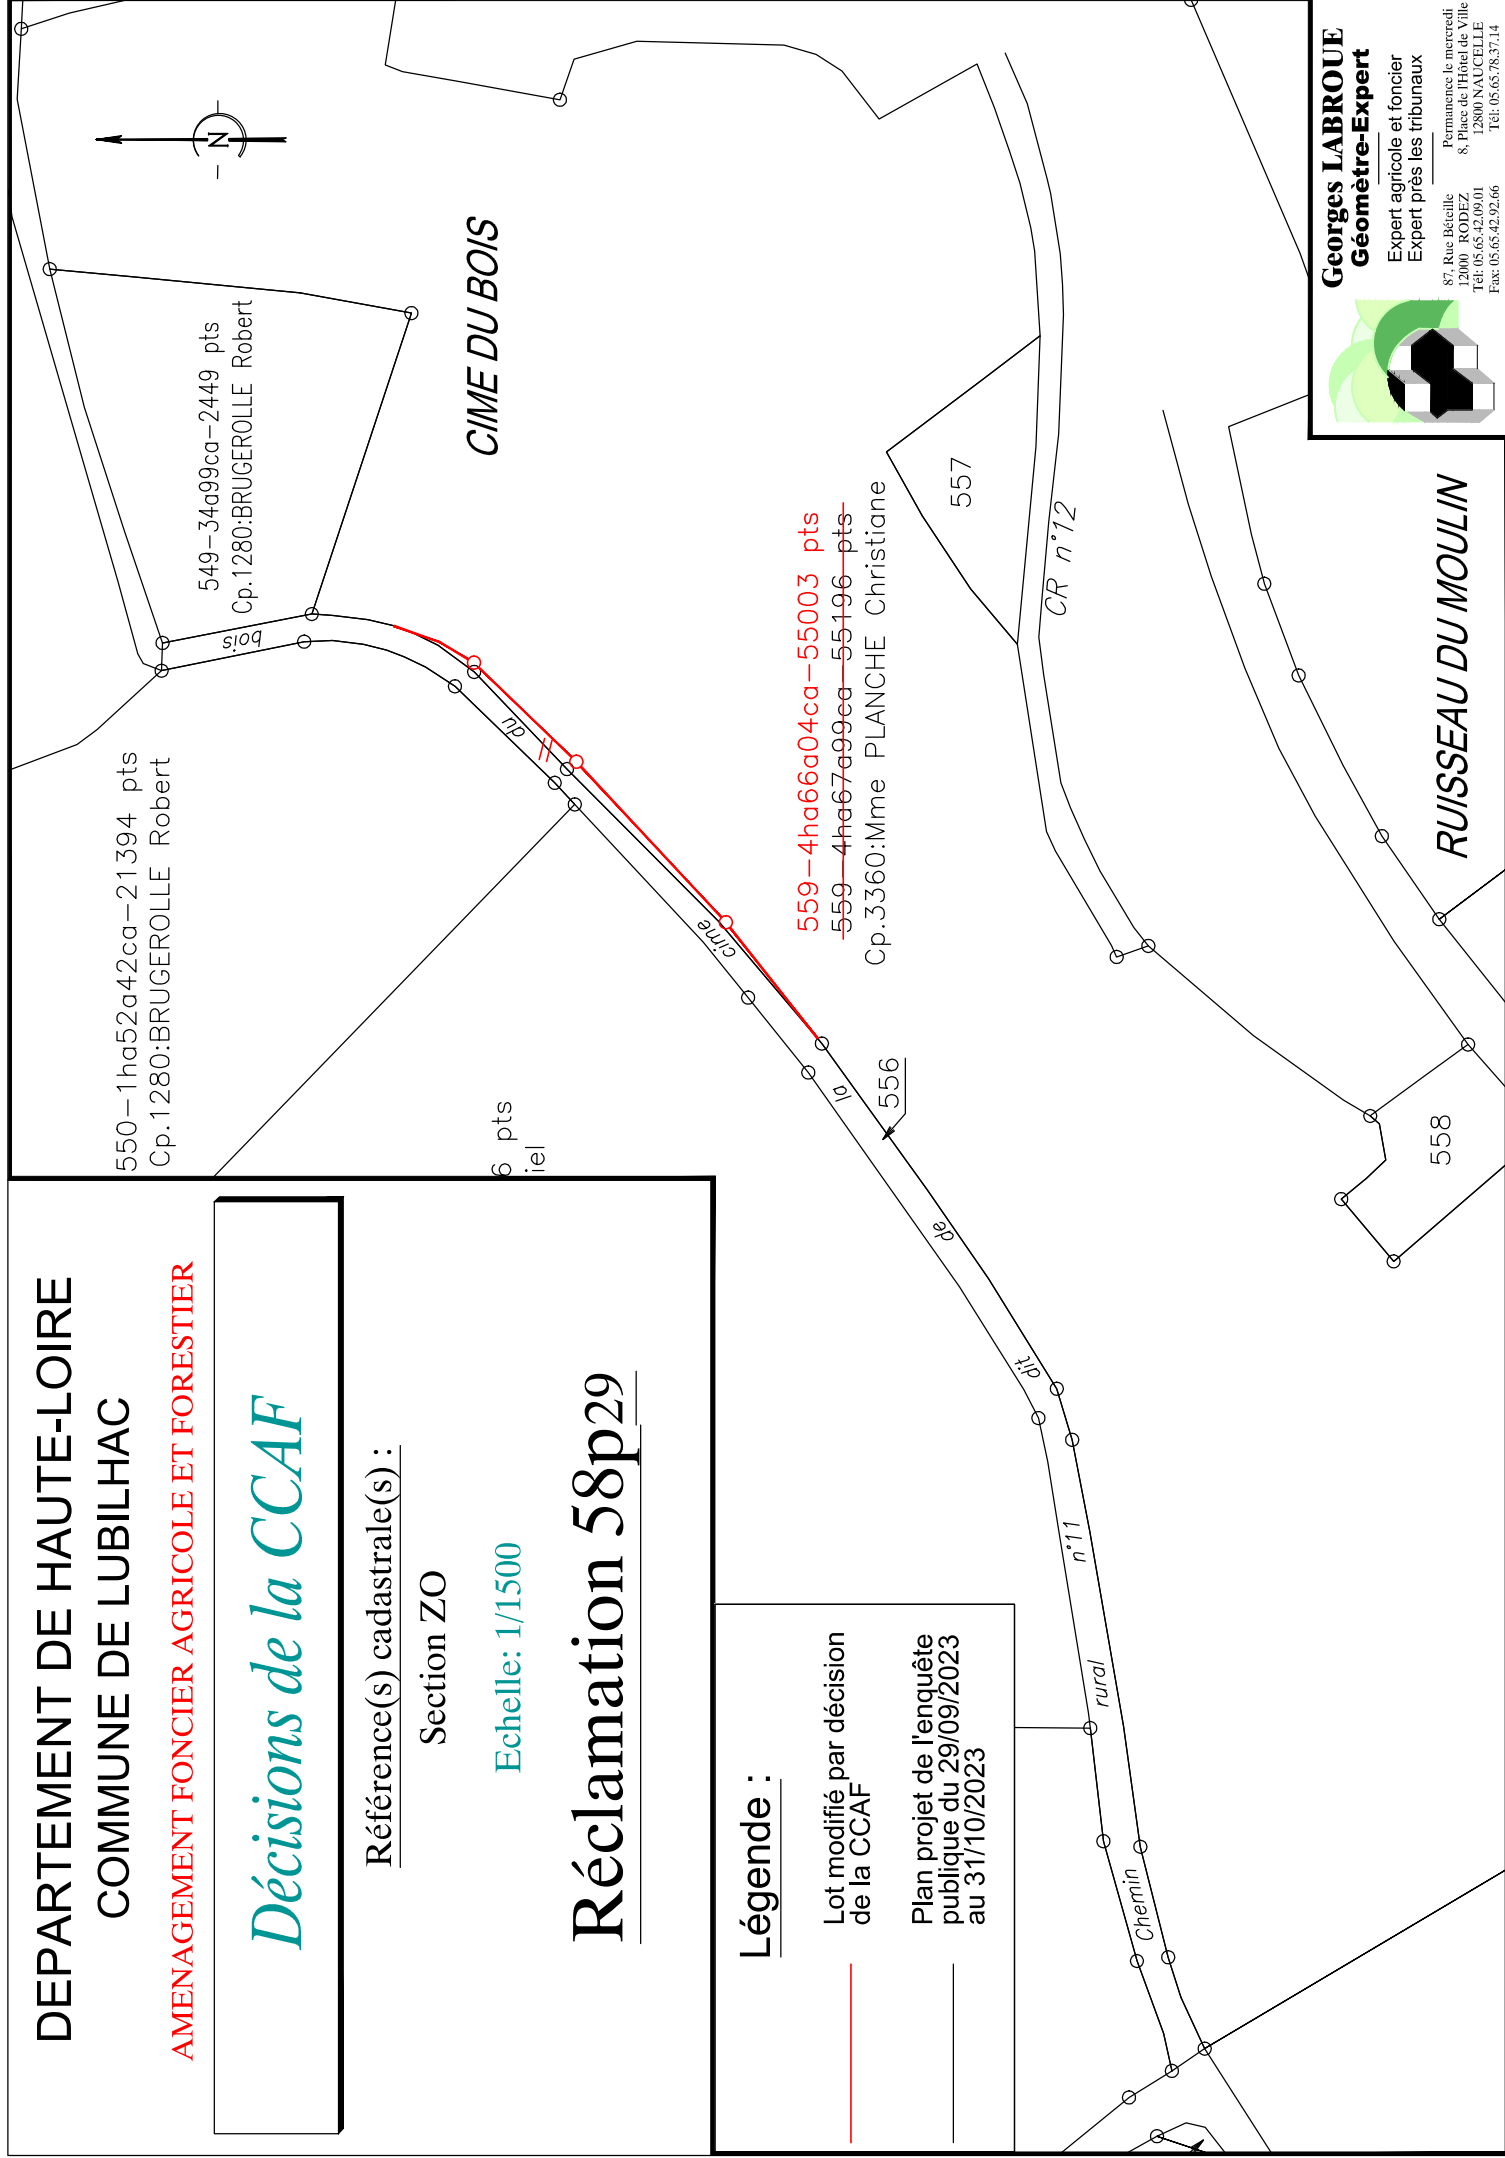 DEPARTEMENT DE HAUTE-LOIRE
COMMUNE DE LUBILHAC
AMENAGEMENT FONCIER AGRICOLE ET FORESTIER
Décisions de la CCAF
Référence(s) cadastrale(s) :
Section ZO
Echelle: 1/1500
Réclamation 58p29
Légende :
Lot modifié par décision
de la CCAF
Plan projet de l'enquête
publique du 29/09/2023
au 31/10/2023
550-1ha52a42ca-21394 pts
Cp.1280:BRUGEROLLE Robert
6 pts
iel
549-34a99ca-2449 pts
Cp.1280:BRUGEROLLE Robert
N
CIME DU BOIS
559-4ha66a04ca-55003 pts
559-4ha67a99ca-55196 pts
Cp.3360:Mme PLANCHE Christiane
557
CR n°12
556
558
RUISSEAU DU MOULIN
Chemin rural n°11 dit de la cime du bois
Georges LABROUE
Géomètre-Expert
Expert agricole et foncier
Expert près les tribunaux
87, Rue Béteille
12000 RODEZ
Tél: 05.65.42.09.01
Fax: 05.65.42.92.66
Permanence le mercredi
8, Place de l'Hôtel de Ville
12800 NAUCELLE
Tél: 05.65.78.37.14